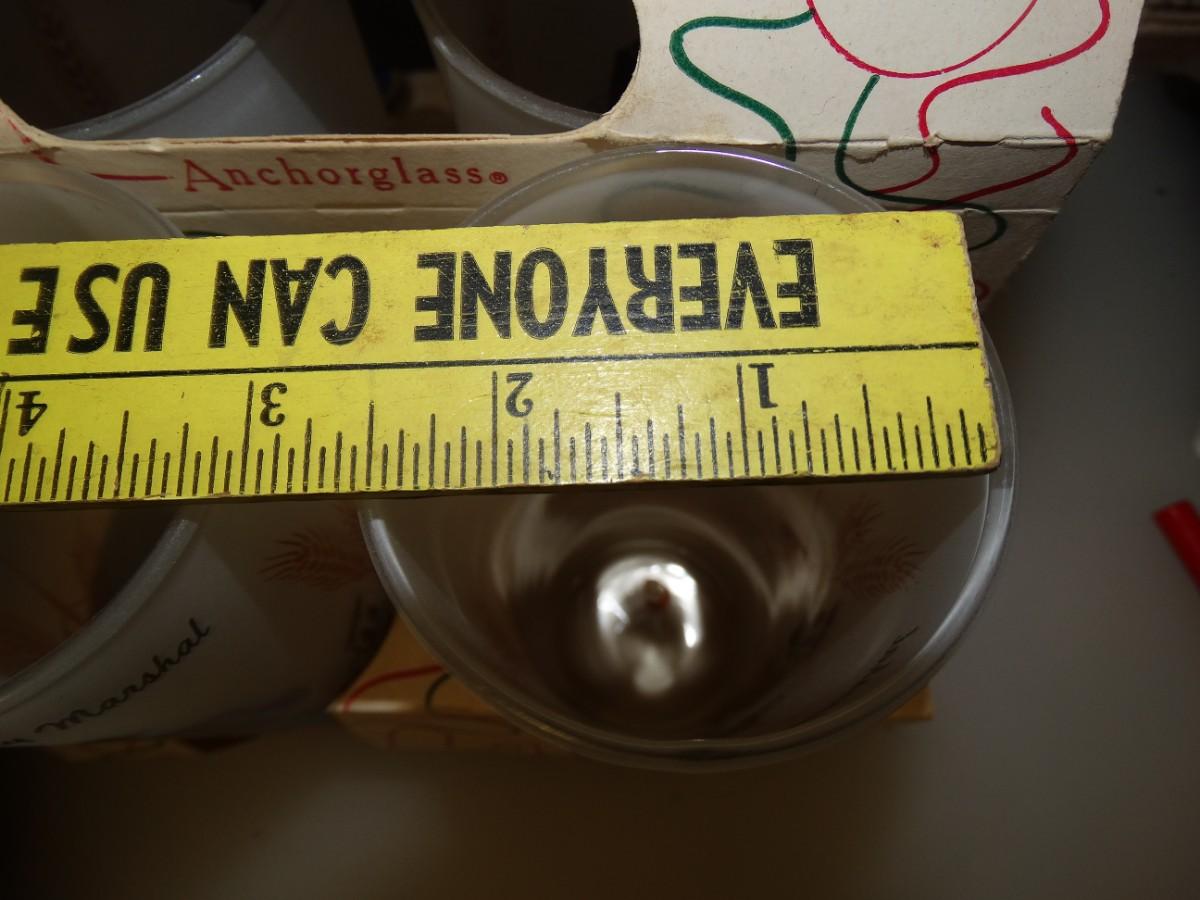 Anchorglass®
EVERYONE CAN USE
1 2 3 4
Marshal